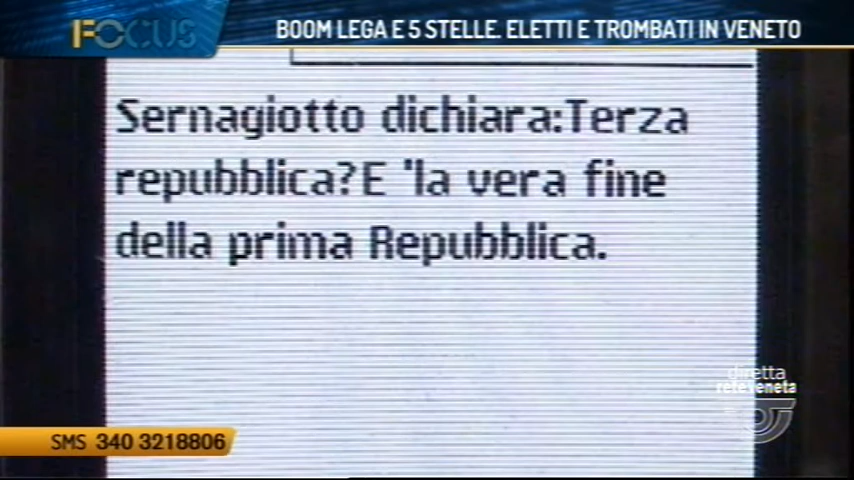 FOCUS
BOOM LEGA E 5 STELLE. ELETTI E TROMBATI IN VENETO
Sernagiotto dichiara:Terza
repubblica?E 'la vera fine
della prima Repubblica.
diretta
reteveneta
SMS 340 3218806